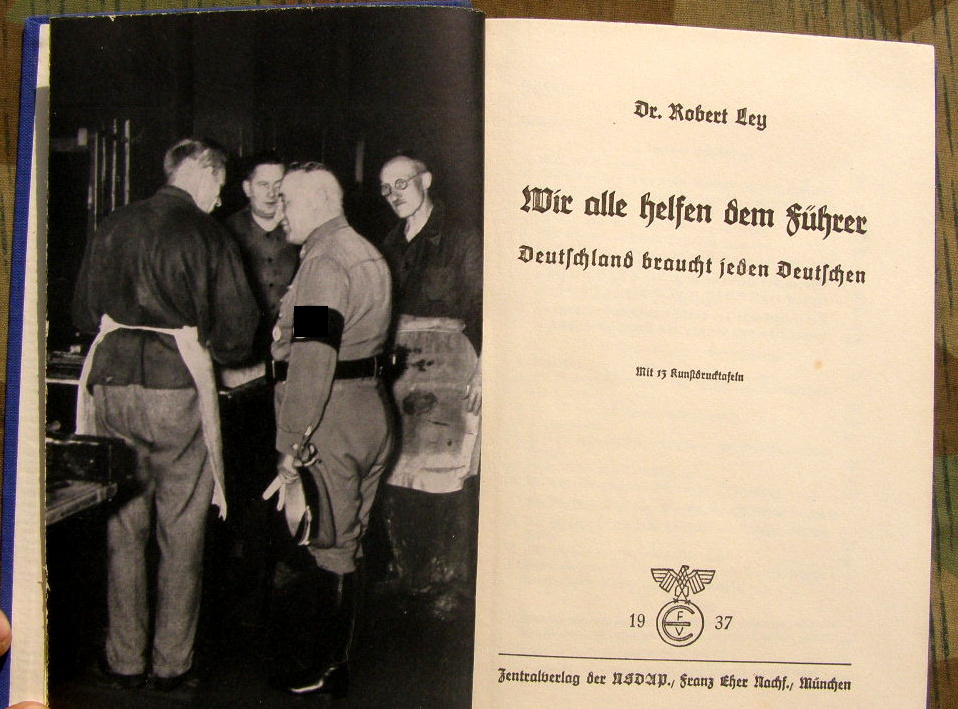 Dr. Robert Ley
Wir alle helfen dem Führer
Deutschland braucht jeden Deutschen
Mit 13 Kunstdrucktafeln
19 37
F
E
V
Zentralverlag der NSDAP., Franz Eher Nachf., München